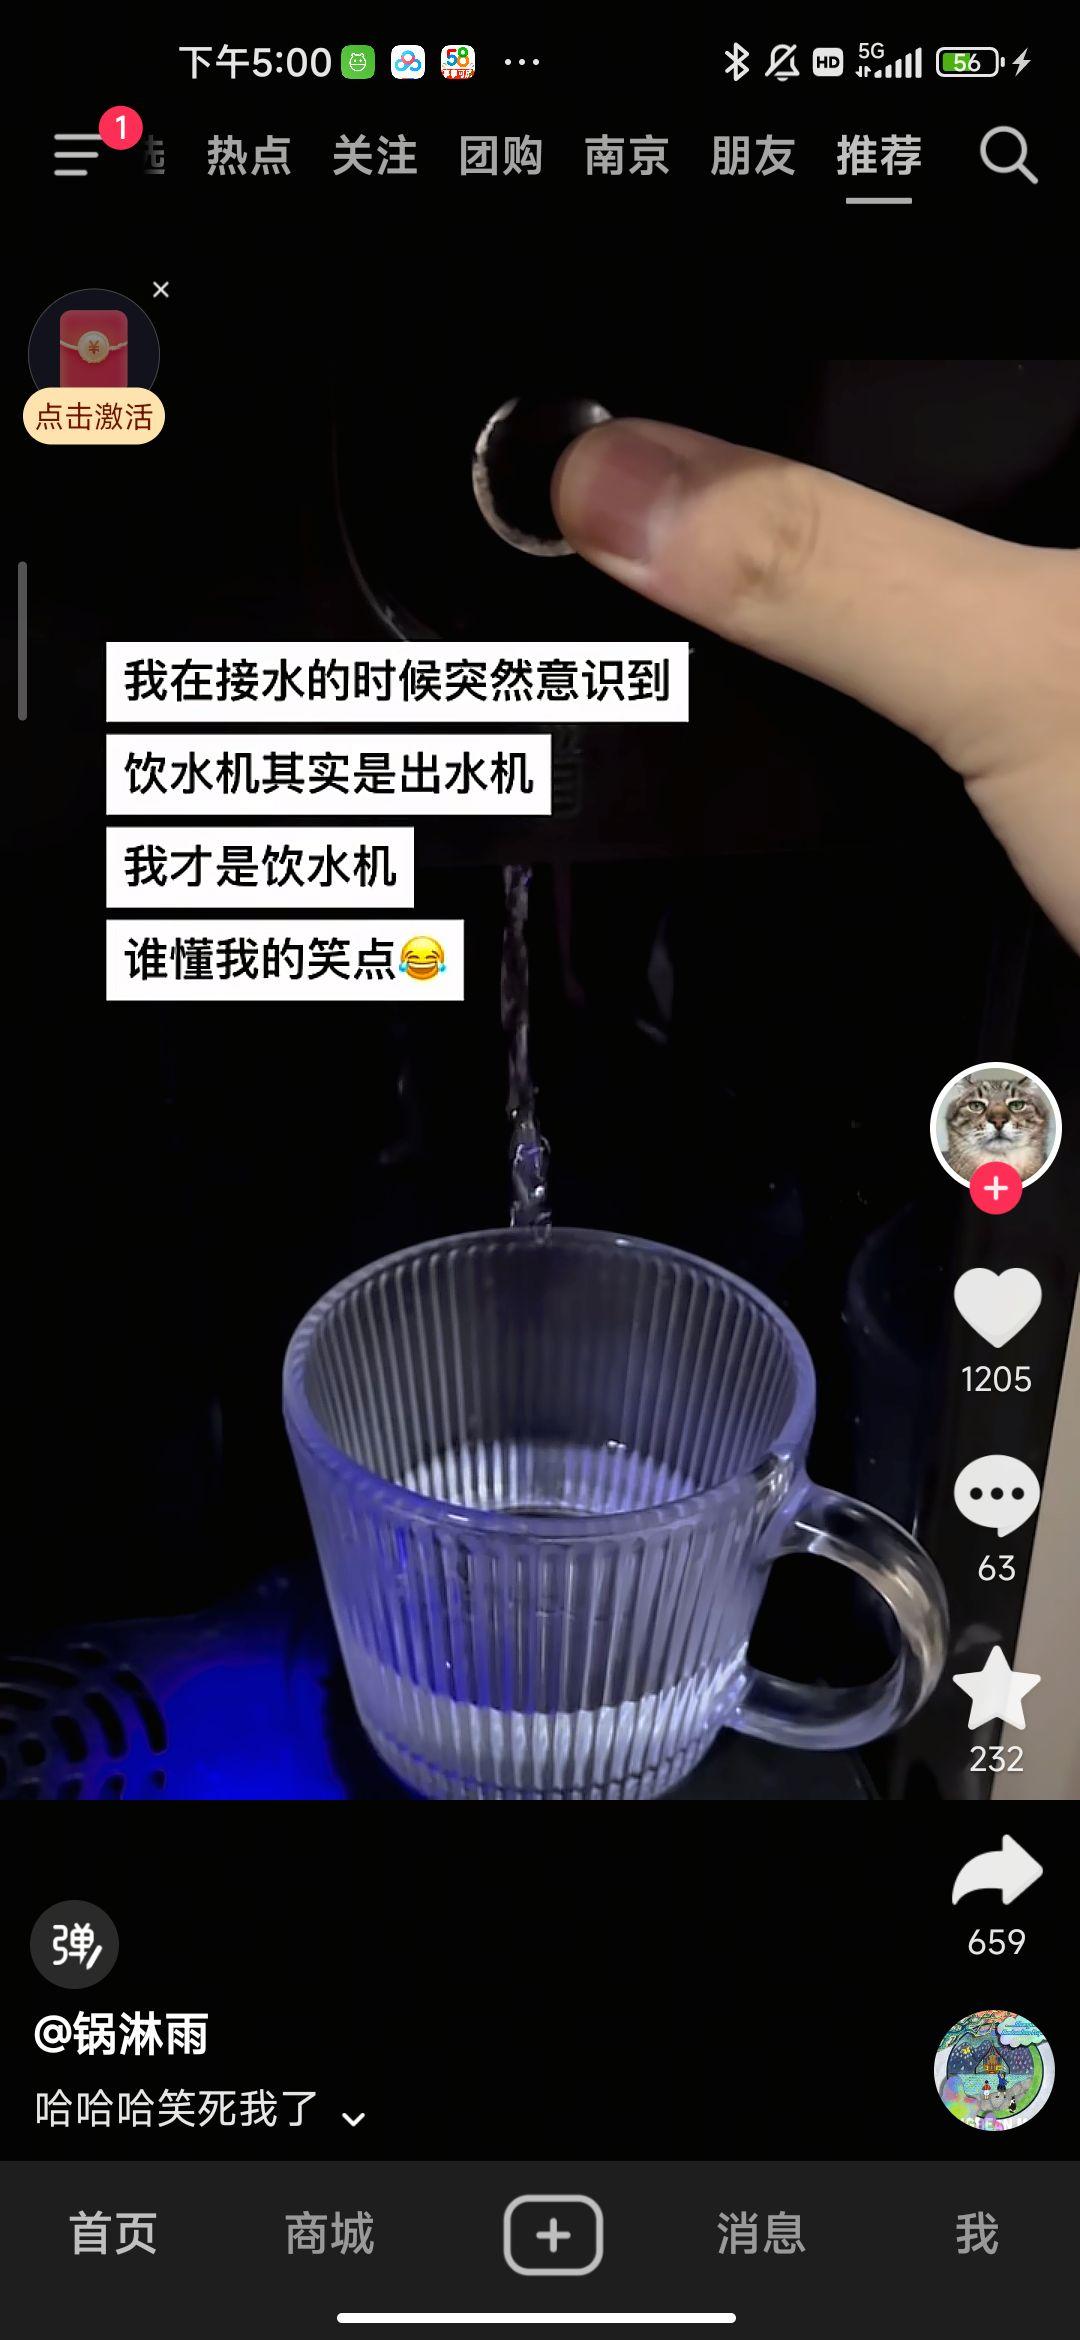 下午5:00
58
HD
5G
56
1
热点
关注
团购
南京
朋友
推荐
¥
点击激活
我在接水的时候突然意识到
饮水机其实是出水机
我才是饮水机
谁懂我的笑点😂
1205
63
232
659
弹
@锅淋雨
哈哈哈笑死我了
首页
商城
消息
我